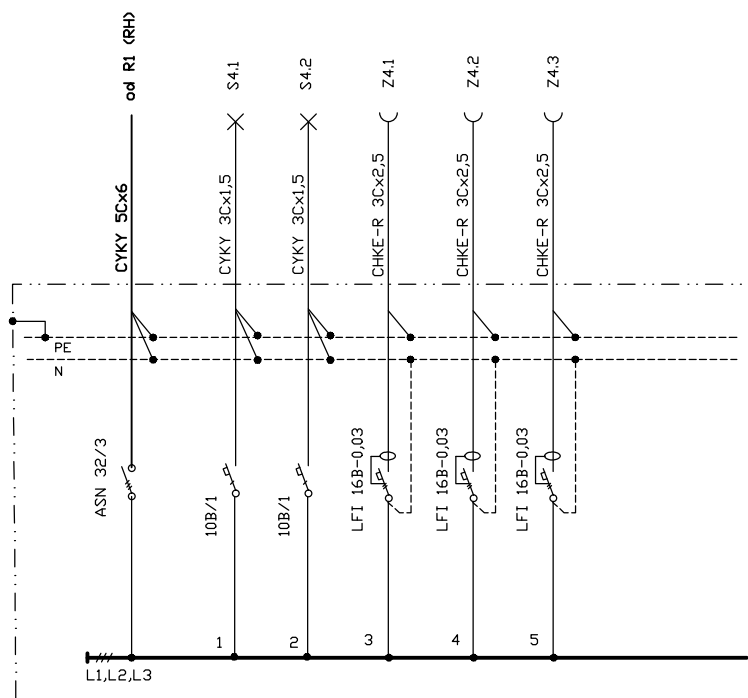 od R1 (RH)
S4.1
S4.2
Z4.1
Z4.2
Z4.3
CYKY 5Cx6
CYKY 3Cx1,5
CYKY 3Cx1,5
CHKE-R 3Cx2,5
CHKE-R 3Cx2,5
CHKE-R 3Cx2,5
PE
N
ASN 32/3
10B/1
10B/1
LFI 16B-0,03
LFI 16B-0,03
LFI 16B-0,03
1
2
3
4
5
L1,L2,L3